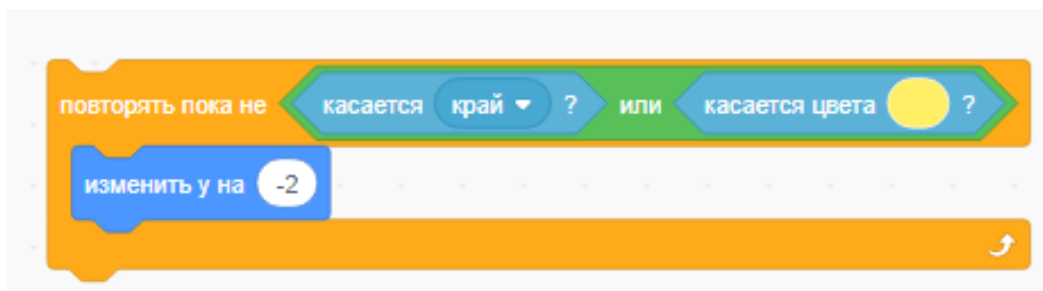 повторять пока не касается край ? или касается цвета ?
изменить y на -2